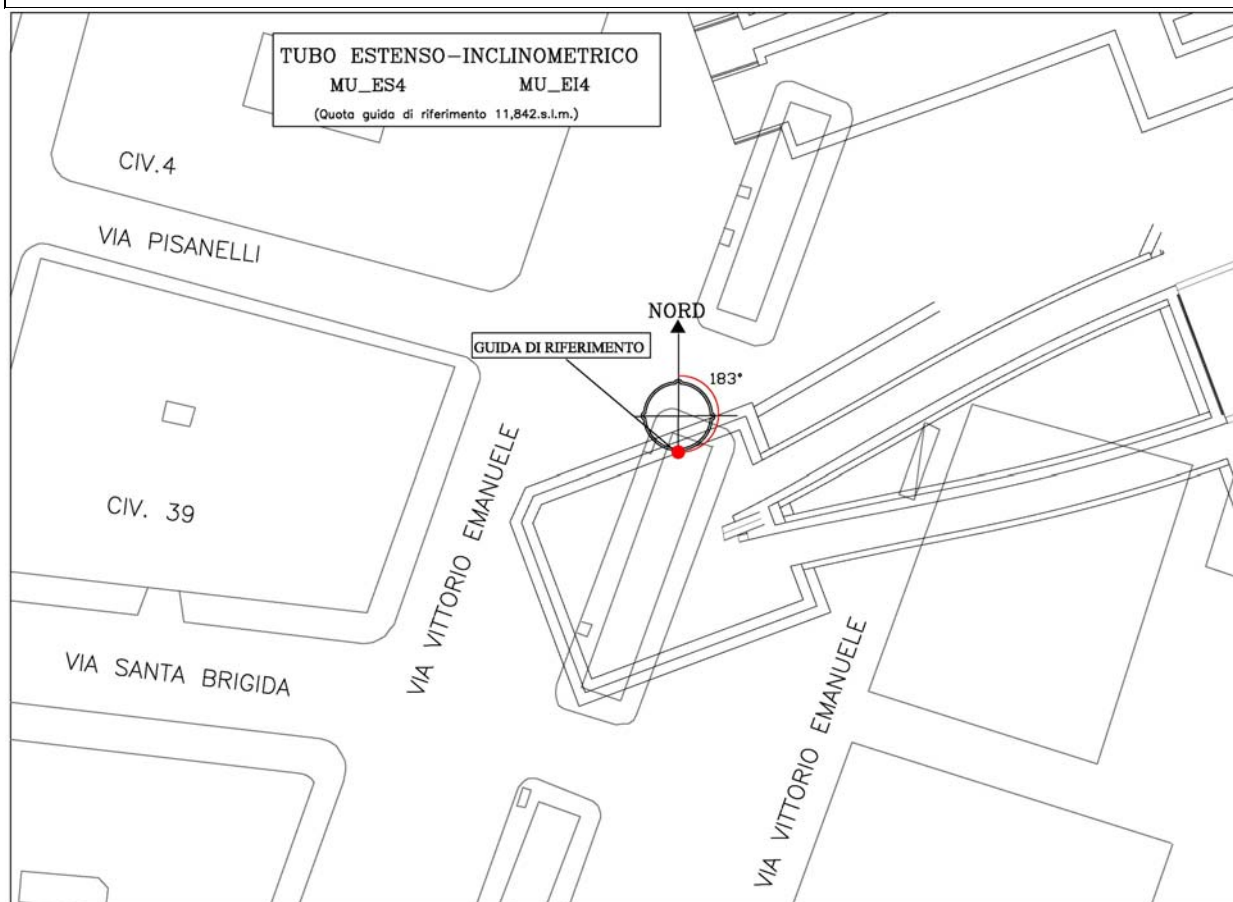 TUBO ESTENSO-INCLINOMETRICO
MU_ES4 MU_EI4
(Quota guida di riferimento 11,842.s.l.m.)
CIV.4
VIA PISANELLI
NORD
GUIDA DI RIFERIMENTO
183°
CIV. 39
VIA VITTORIO EMANUELE
VIA SANTA BRIGIDA
VIA VITTORIO EMANUELE